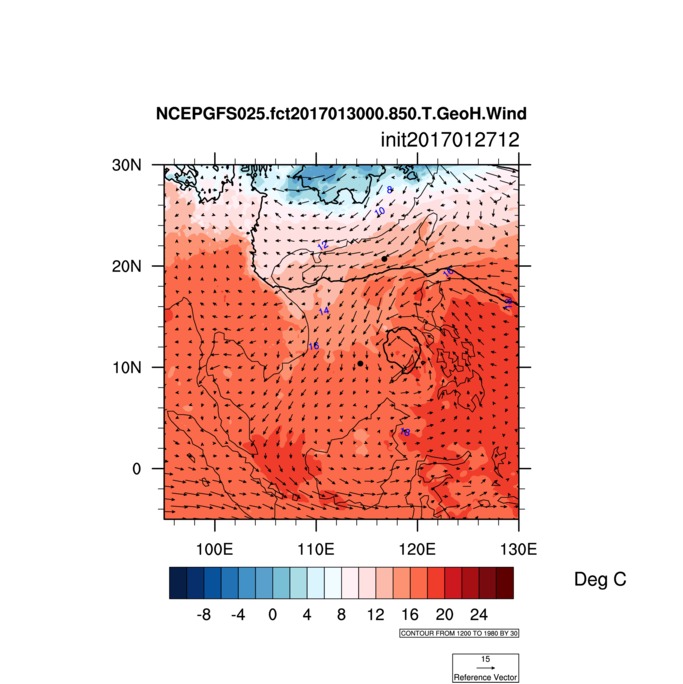 NCEPGFS025.fct2017013000.850.T.GeoH.Wind
init2017012712
30N
20N
10N
0
8
10
12
14
16
16
18
100E 110E 120E 130E
-8 -4 0 4 8 12 16 20 24
Deg C
CONTOUR FROM 1200 TO 1980 BY 30
15
Reference Vector